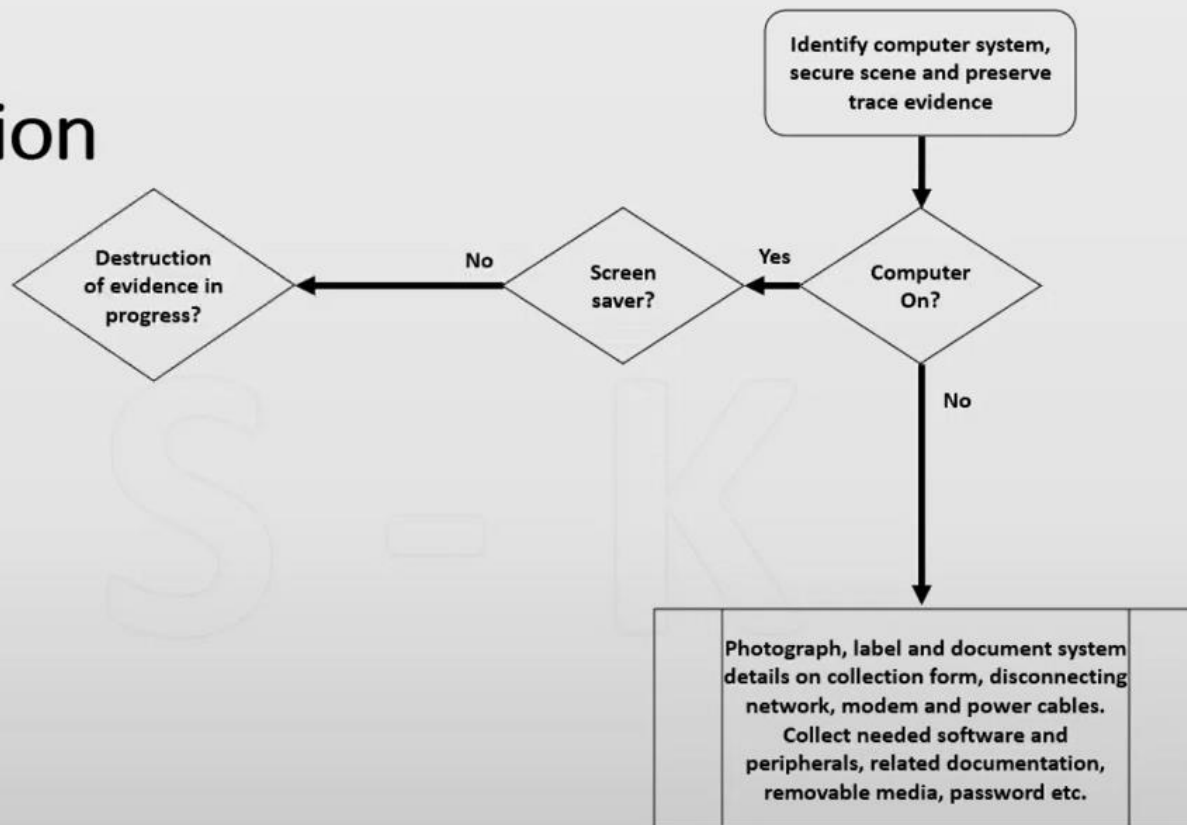 Identify computer system,
secure scene and preserve
trace evidence
ion
Destruction
of evidence in
progress?
No
Screen
saver?
Yes
Computer
On?
No
S - K
Photograph, label and document system
details on collection form, disconnecting
network, modem and power cables.
Collect needed software and
peripherals, related documentation,
removable media, password etc.